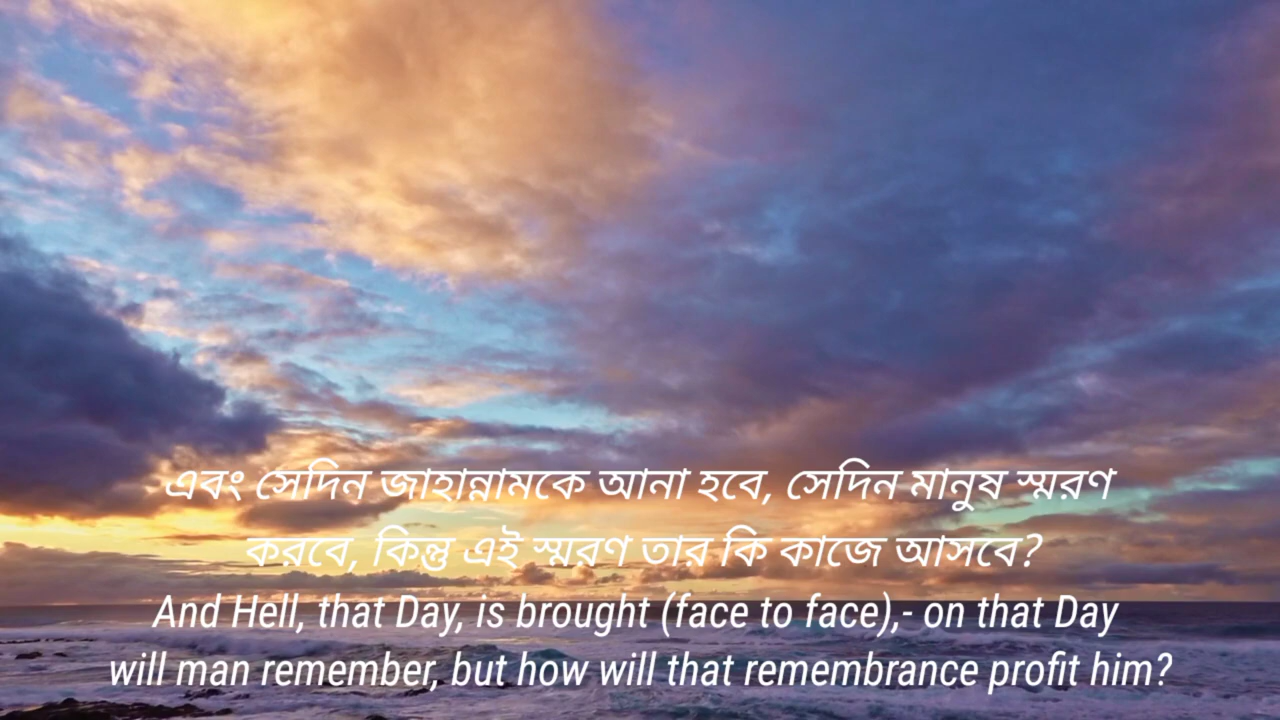 এবং সেদিন জাহান্নামকে আনা হবে, সেদিন মানুষ স্মরণ
করবে, কিন্তু এই স্মরণ তার কি কাজে আসবে?
And Hell, that Day, is brought (face to face),- on that Day
will man remember, but how will that remembrance profit him?